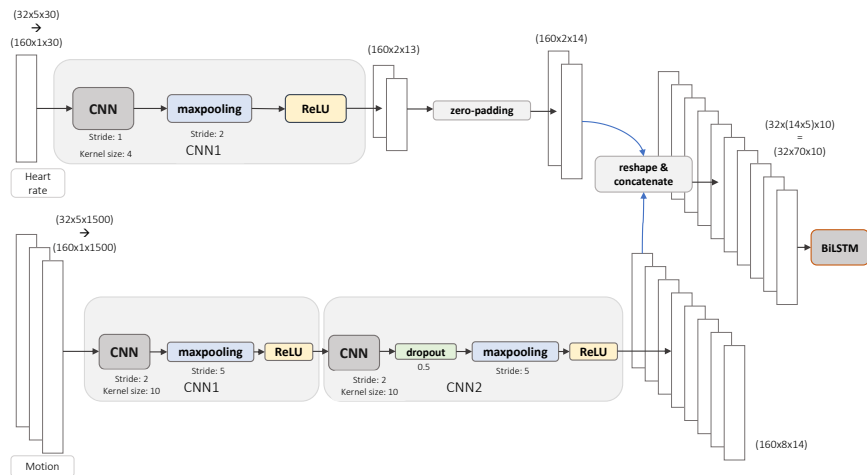 (32x5x30)
→
(160x1x30)
CNN
Stride: 1
Kernel size: 4
maxpooling
Stride: 2
ReLU
CNN1
Heart
rate
(160x2x13)
zero-padding
(160x2x14)
reshape &
concatenate
(32x(14x5)x10)
=
(32x70x10)
BiLSTM
(32x5x1500)
→
(160x1x1500)
CNN
Stride: 2
Kernel size: 10
maxpooling
Stride: 5
ReLU
CNN1
CNN
Stride: 2
Kernel size: 10
dropout
0.5
maxpooling
Stride: 5
ReLU
CNN2
(160x8x14)
Motion